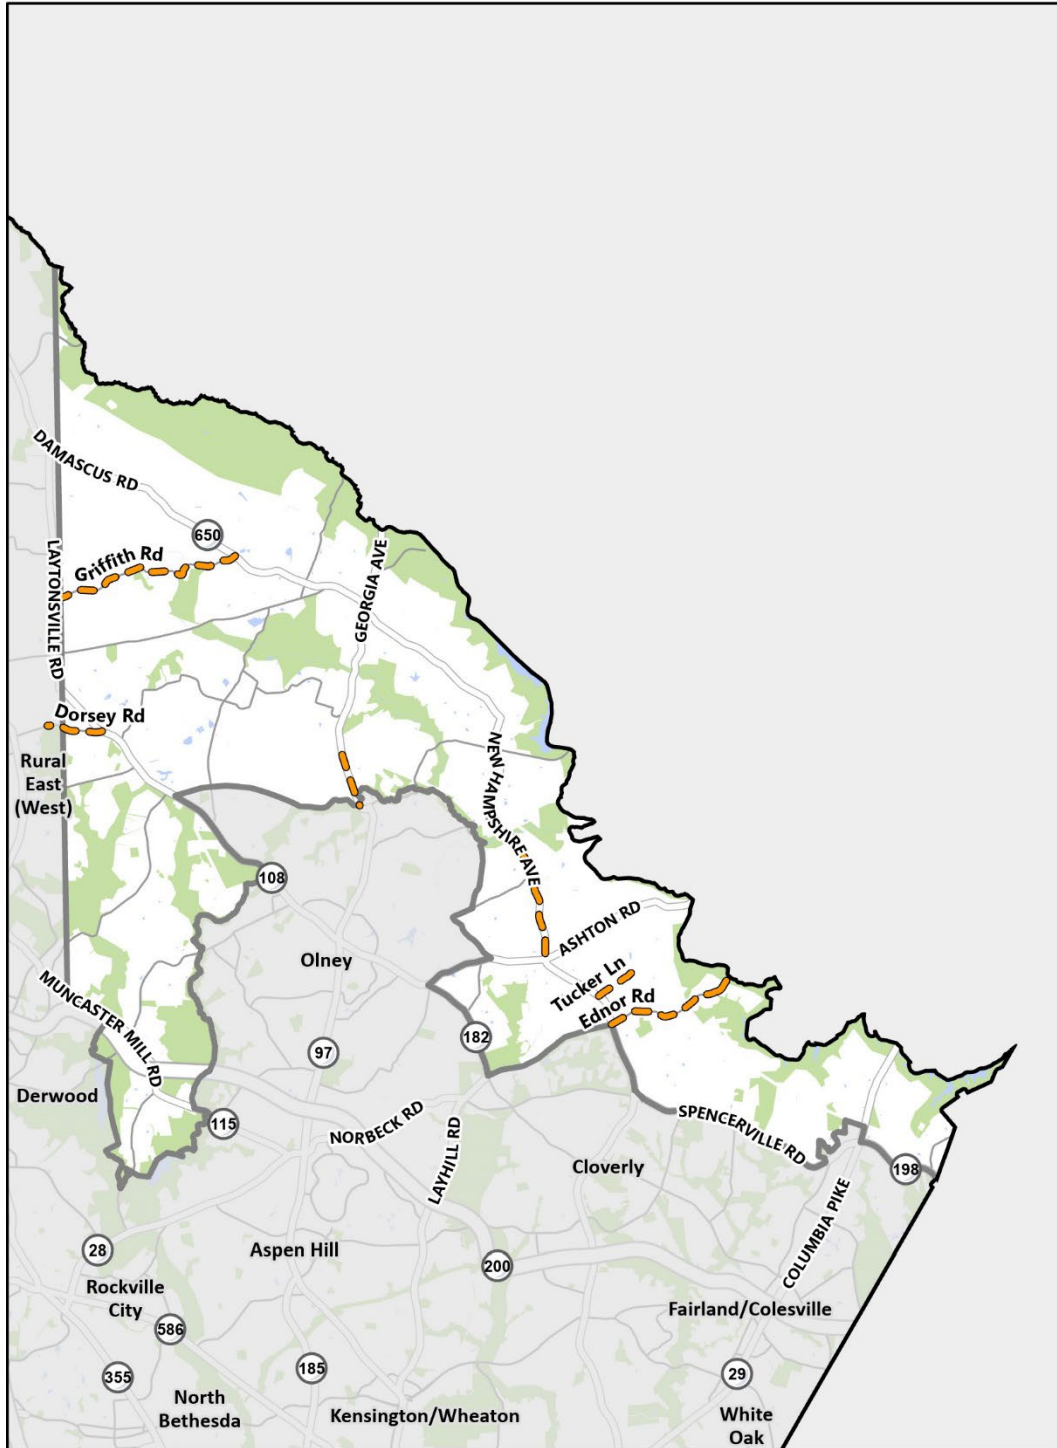 DAMASCUS RD
650
Griffith Rd
LAYTONSVILLE RD
GEORGIA AVE
Dorsey Rd
Rural
East
(West)
NEW HAMPSHIRE AVE
108
ASHTON RD
Olney
Tucker Ln
Ednor Rd
MUNCASTER MILL RD
182
97
Derwood
115
NORBECK RD
SPENCERVILLE RD
LAYHILL RD
Cloverly
198
COLUMBIA PIKE
28
Aspen Hill
200
Rockville
City
Fairland/Colesville
586
355
185
29
North
Bethesda
Kensington/Wheaton
White
Oak